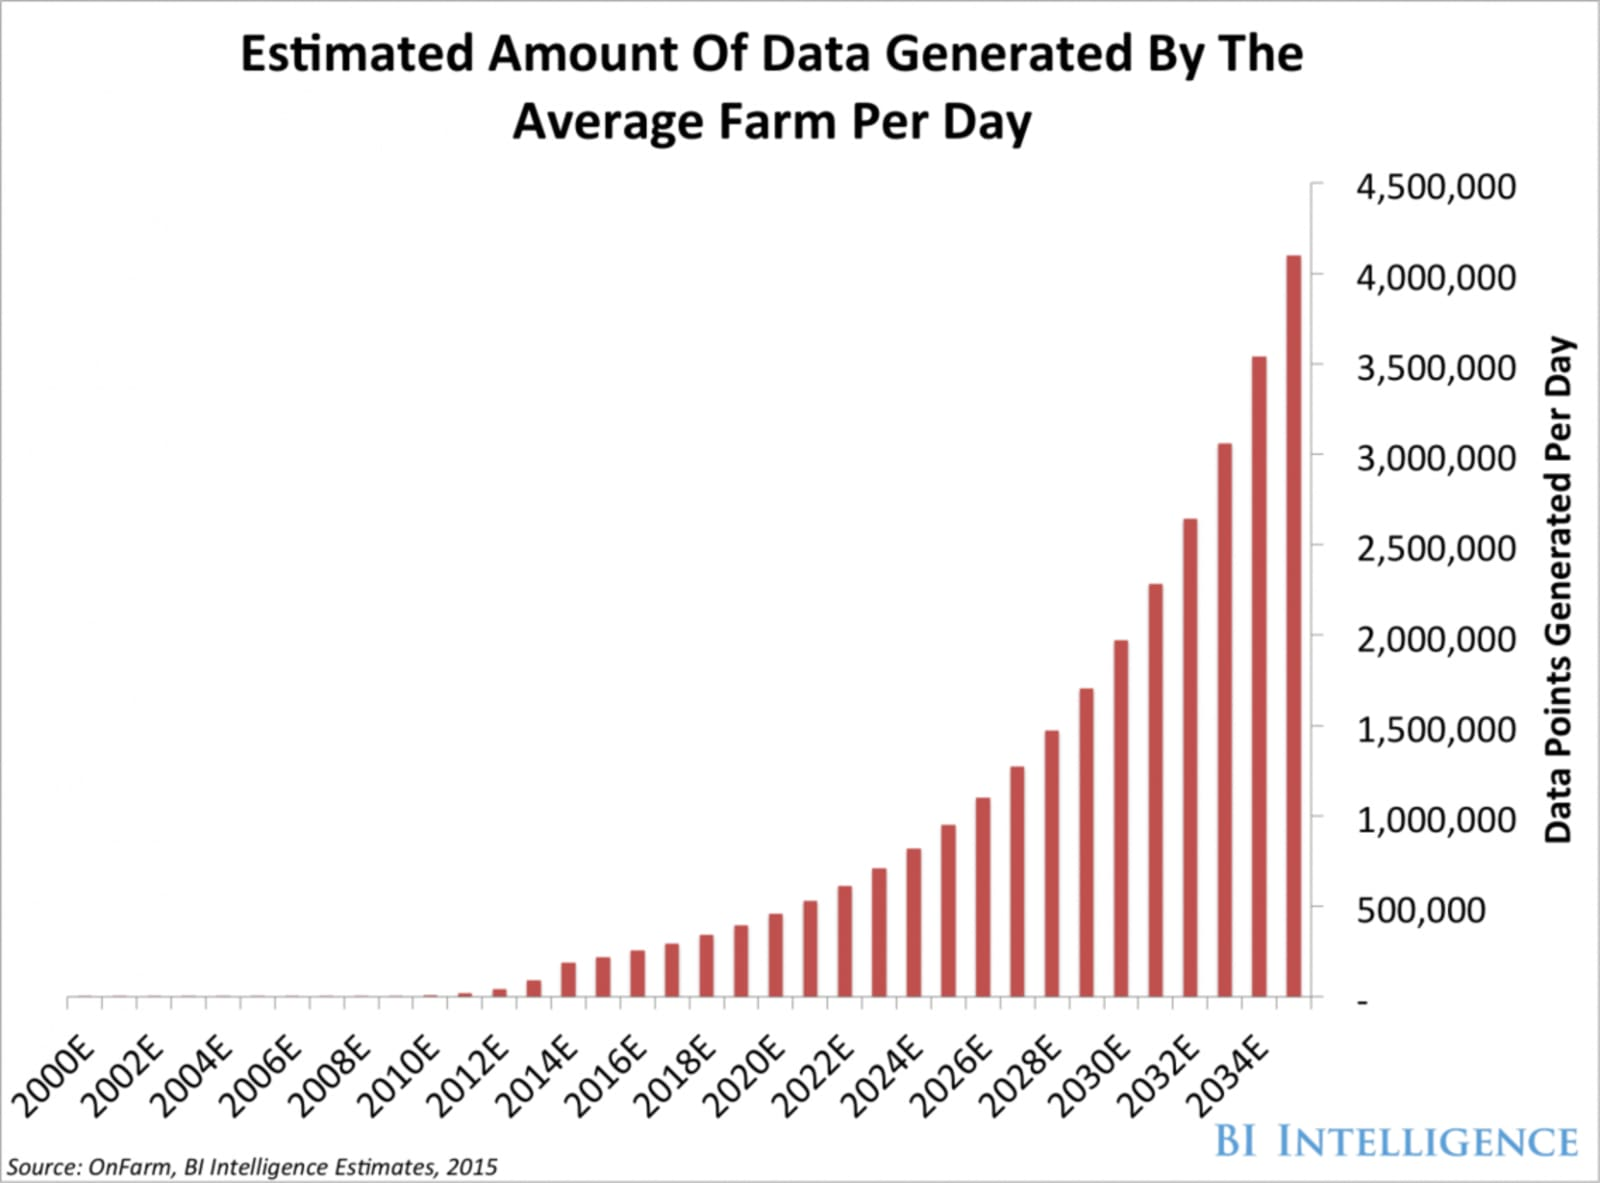 Estimated Amount Of Data Generated By The
Average Farm Per Day
4,500,000
4,000,000
3,500,000
3,000,000
2,500,000
2,000,000
1,500,000
1,000,000
500,000
-
Data Points Generated Per Day
2000E
2002E
2004E
2006E
2008E
2010E
2012E
2014E
2016E
2018E
2020E
2022E
2024E
2026E
2028E
2030E
2032E
2034E
BI INTELLIGENCE
Source: OnFarm, BI Intelligence Estimates, 2015